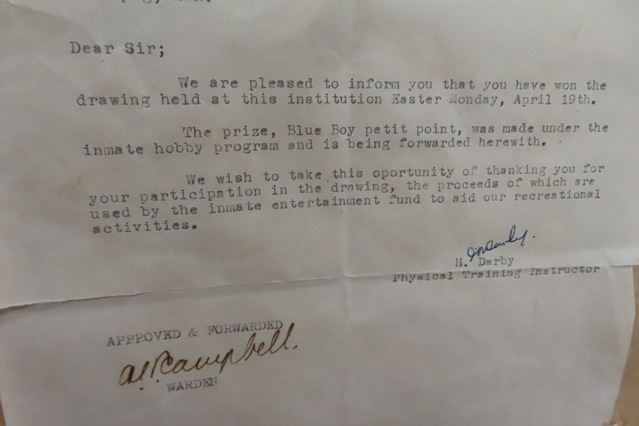 Dear Sir;
We are pleased to inform you that you have won the
drawing held at this institution Easter Monday, April 19th.
The prize, Blue Boy petit point, was made under the
inmate hobby program and is being forwarded herewith.
We wish to take this oportunity of thanking you for
your participation in the drawing, the proceeds of which are
used by the inmate entertainment fund to aid our recreational
activities.
H. Darby
Physical Training Instructor
APPROVED & FORWARDED
Campbell.
WARDEN